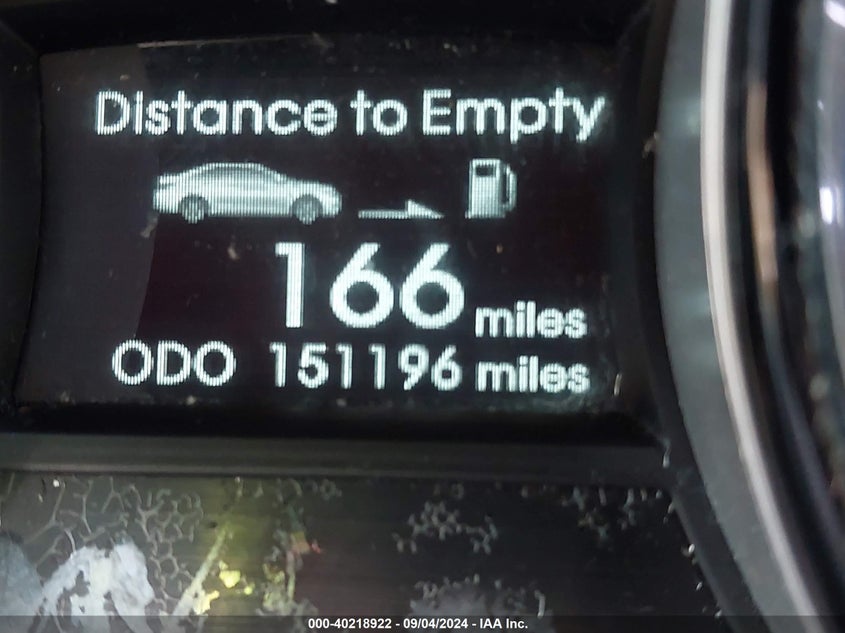 Distance to Empty
166 miles
ODO 151196 miles
000-40218922 - 09/04/2024 - IAA Inc.